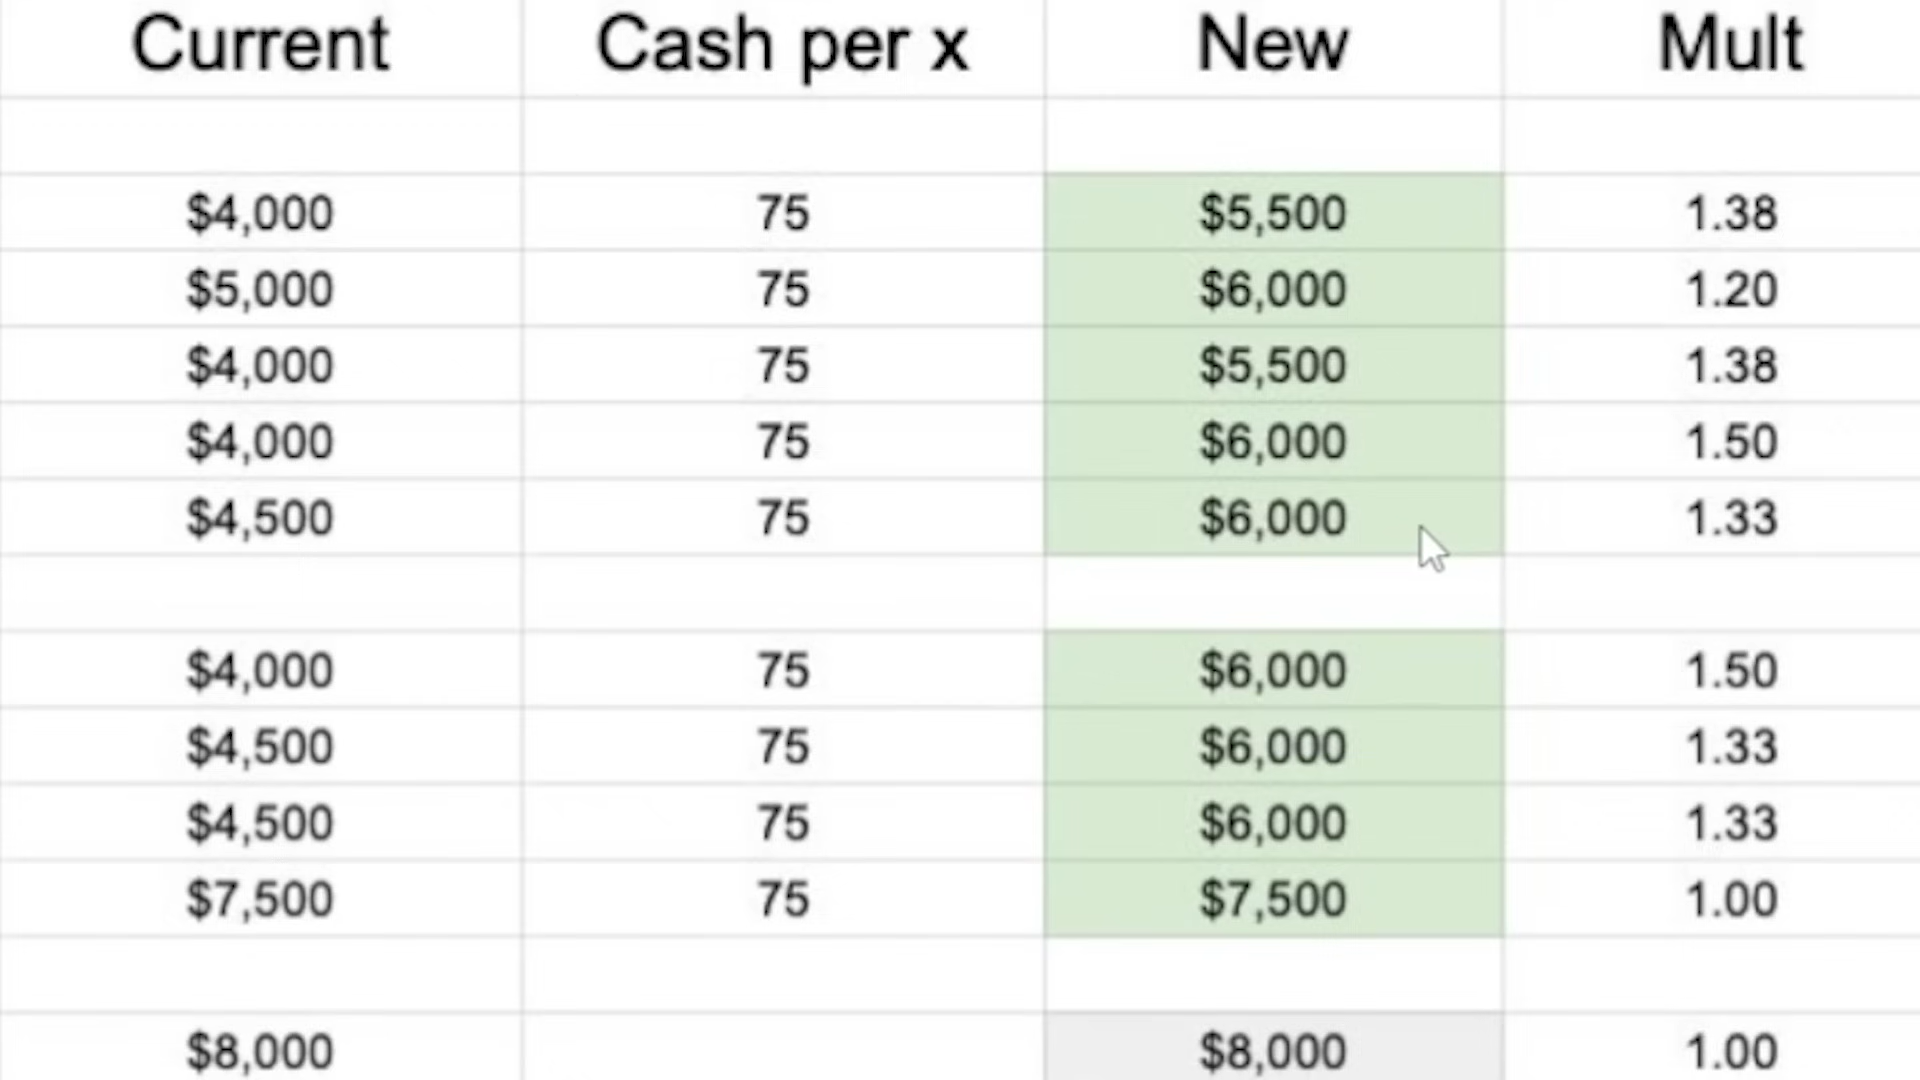 Current Cash per x New Mult
$4,000 75 $5,500 1.38
$5,000 75 $6,000 1.20
$4,000 75 $5,500 1.38
$4,000 75 $6,000 1.50
$4,500 75 $6,000 1.33
$4,000 75 $6,000 1.50
$4,500 75 $6,000 1.33
$4,500 75 $6,000 1.33
$7,500 75 $7,500 1.00
$8,000 $8,000 1.00